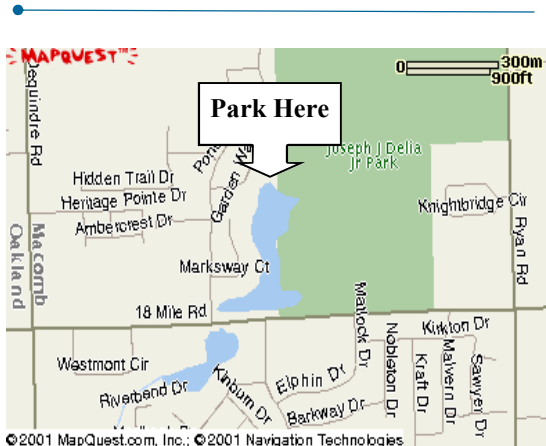 MAPQUEST™
0 300m
900ft
Dequindre Rd
Park Here
Joseph J Delia
Jr Park
Hidden Trail Dr
Heritage Pointe Dr
Ambercrest Dr
Garden Wa
Knightbridge Cir
Ryan Rd
Oakland
Macomb
Marksway Ct
18 Mile Rd
Matlock Dr
Nobleton Dr
Kirkton Dr
Kraft Dr
Malvern Dr
Sawyer Dr
Westmont Cir
Riverbend Dr
Kinburn Dr
Elphin Dr
Barkway Dr
©2001 MapQuest.com, Inc.; ©2001 Navigation Technologies